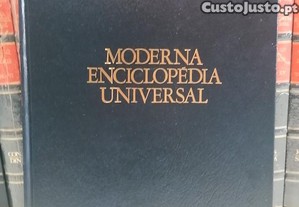 CustoJusto.pt
MODERNA
ENCICLOPÉDIA
UNIVERSAL